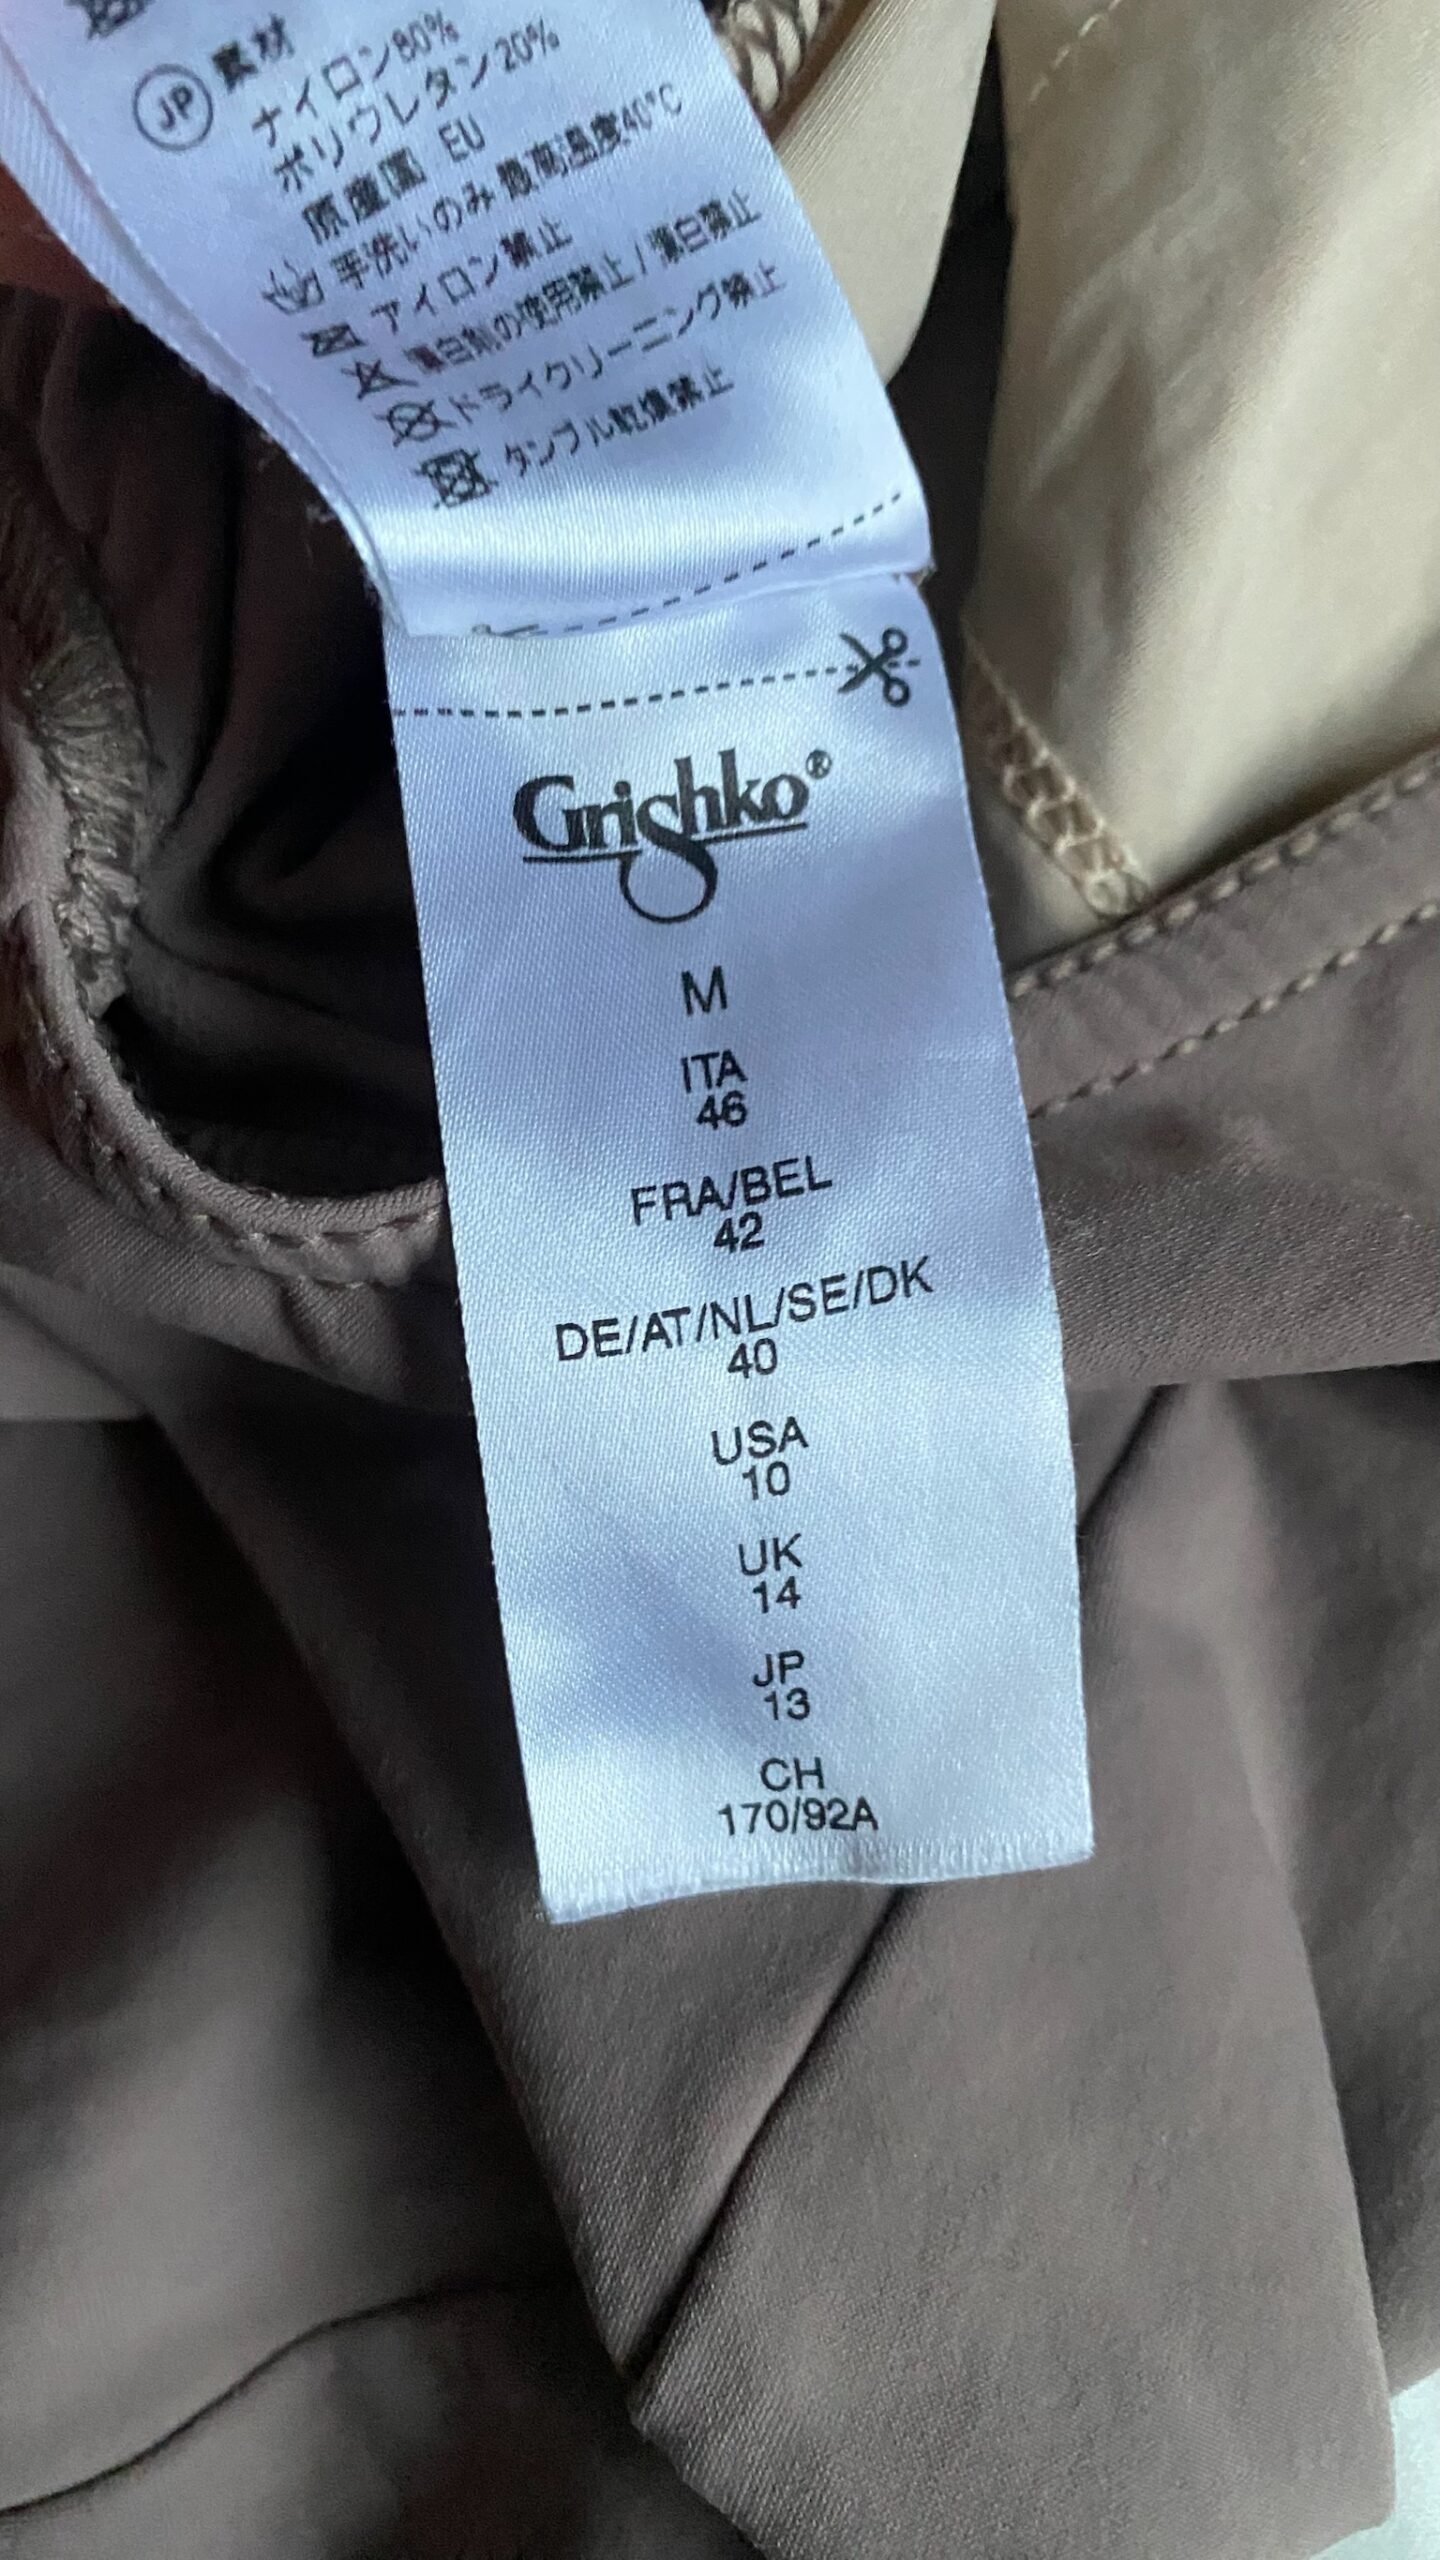 JP 素材
ナイロン80%
ポリウレタン20%
原産国 EU
手洗いのみ 最高温度40°C
アイロン禁止
漂白剤の使用禁止/漂白禁止
ドライクリーニング禁止
タンブル乾燥禁止
Grishko®
M
ITA
46
FRA/BEL
42
DE/AT/NL/SE/DK
40
USA
10
UK
14
JP
13
CH
170/92A